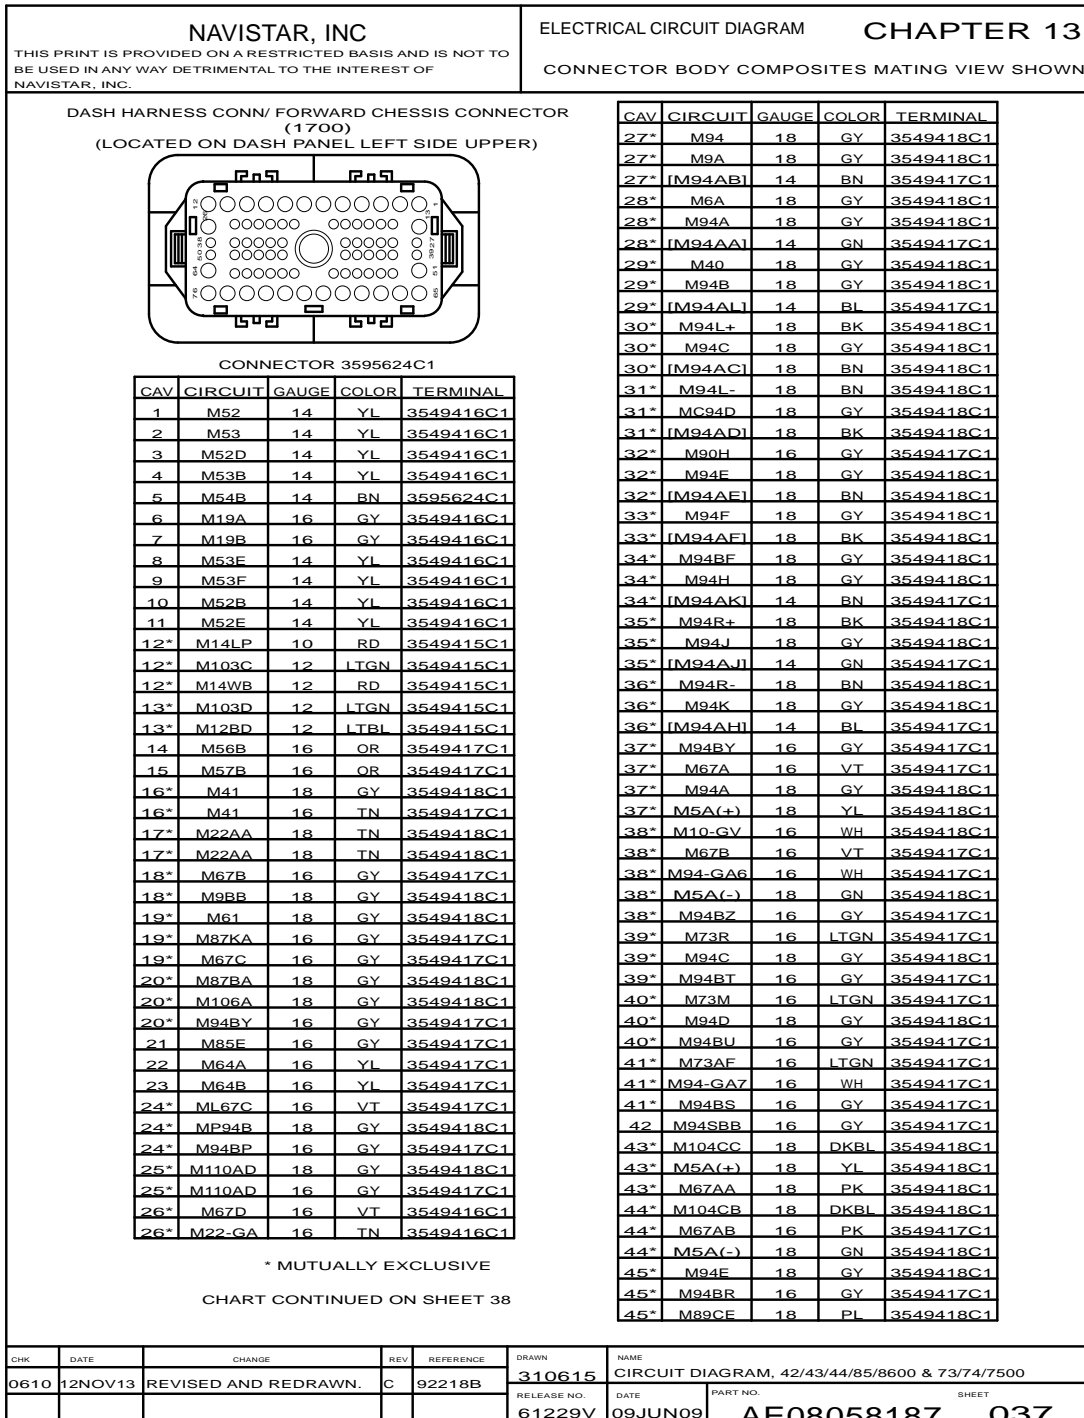 NAVISTAR, INC
THIS PRINT IS PROVIDED ON A RESTRICTED BASIS AND IS NOT TO
BE USED IN ANY WAY DETRIMENTAL TO THE INTEREST OF
NAVISTAR, INC.
ELECTRICAL CIRCUIT DIAGRAM
CHAPTER 13
CONNECTOR BODY COMPOSITES MATING VIEW SHOWN
DASH HARNESS CONN/ FORWARD CHESSIS CONNECTOR
(1700)
(LOCATED ON DASH PANEL LEFT SIDE UPPER)
12 1
26 13
38 27
50 39
64 51
76 65
CONNECTOR 3595624C1
CAV CIRCUIT GAUGE COLOR TERMINAL
1 M52 14 YL 3549416C1
2 M53 14 YL 3549416C1
3 M52D 14 YL 3549416C1
4 M53B 14 YL 3549416C1
5 M54B 14 BN 3595624C1
6 M19A 16 GY 3549416C1
7 M19B 16 GY 3549416C1
8 M53E 14 YL 3549416C1
9 M53F 14 YL 3549416C1
10 M52B 14 YL 3549416C1
11 M52E 14 YL 3549416C1
12* M14LP 10 RD 3549415C1
12* M103C 12 LTGN 3549415C1
12* M14WB 12 RD 3549415C1
13* M103D 12 LTGN 3549415C1
13* M12BD 12 LTBL 3549415C1
14 M56B 16 OR 3549417C1
15 M57B 16 OR 3549417C1
16* M41 18 GY 3549418C1
16* M41 16 TN 3549417C1
17* M22AA 18 TN 3549418C1
17* M22AA 18 TN 3549418C1
18* M67B 16 GY 3549417C1
18* M9BB 18 GY 3549418C1
19* M61 18 GY 3549418C1
19* M87KA 16 GY 3549417C1
19* M67C 16 GY 3549417C1
20* M87BA 18 GY 3549418C1
20* M106A 18 GY 3549418C1
20* M94BY 16 GY 3549417C1
21 M85E 16 GY 3549417C1
22 M64A 16 YL 3549417C1
23 M64B 16 YL 3549417C1
24* ML67C 16 VT 3549417C1
24* MP94B 18 GY 3549418C1
24* M94BP 16 GY 3549417C1
25* M110AD 18 GY 3549418C1
25* M110AD 16 GY 3549417C1
26* M67D 16 VT 3549416C1
26* M22-GA 16 TN 3549416C1
* MUTUALLY EXCLUSIVE
CHART CONTINUED ON SHEET 38
CAV CIRCUIT GAUGE COLOR TERMINAL
27* M94 18 GY 3549418C1
27* M9A 18 GY 3549418C1
27* [M94AB] 14 BN 3549417C1
28* M6A 18 GY 3549418C1
28* M94A 18 GY 3549418C1
28* [M94AA] 14 GN 3549417C1
29* M40 18 GY 3549418C1
29* M94B 18 GY 3549418C1
29* [M94AL] 14 BL 3549417C1
30* M94L+ 18 BK 3549418C1
30* M94C 18 GY 3549418C1
30* [M94AC] 18 BN 3549418C1
31* M94L- 18 BN 3549418C1
31* MC94D 18 GY 3549418C1
31* [M94AD] 18 BK 3549418C1
32* M90H 16 GY 3549417C1
32* M94E 18 GY 3549418C1
32* [M94AE] 18 BN 3549418C1
33* M94F 18 GY 3549418C1
33* [M94AF] 18 BK 3549418C1
34* M94BF 18 GY 3549418C1
34* M94H 18 GY 3549418C1
34* [M94AK] 14 BN 3549417C1
35* M94R+ 18 BK 3549418C1
35* M94J 18 GY 3549418C1
35* [M94AJ] 14 GN 3549417C1
36* M94R- 18 BN 3549418C1
36* M94K 18 GY 3549418C1
36* [M94AH] 14 BL 3549417C1
37* M94BY 16 GY 3549417C1
37* M67A 16 VT 3549417C1
37* M94A 18 GY 3549418C1
37* M5A(+) 18 YL 3549418C1
38* M10-GV 16 WH 3549418C1
38* M67B 16 VT 3549417C1
38* M94-GA6 16 WH 3549417C1
38* M5A(-) 18 GN 3549418C1
38* M94BZ 16 GY 3549417C1
39* M73R 16 LTGN 3549417C1
39* M94C 18 GY 3549418C1
39* M94BT 16 GY 3549417C1
40* M73M 16 LTGN 3549417C1
40* M94D 18 GY 3549418C1
40* M94BU 16 GY 3549417C1
41* M73AF 16 LTGN 3549417C1
41* M94-GA7 16 WH 3549417C1
41* M94BS 16 GY 3549417C1
42 M94SBB 16 GY 3549417C1
43* M104CC 18 DKBL 3549418C1
43* M5A(+) 18 YL 3549418C1
43* M67AA 18 PK 3549418C1
44* M104CB 18 DKBL 3549418C1
44* M67AB 16 PK 3549417C1
44* M5A(-) 18 GN 3549418C1
45* M94E 18 GY 3549418C1
45* M94BR 16 GY 3549417C1
45* M89CE 18 PL 3549418C1
CHK DATE CHANGE REV REFERENCE
0610 12NOV13 REVISED AND REDRAWN. C 92218B
DRAWN
310615
NAME
CIRCUIT DIAGRAM, 42/43/44/85/8600 & 73/74/7500
RELEASE NO. DATE PART NO. SHEET
61229V 09JUN09 AE08058187 037